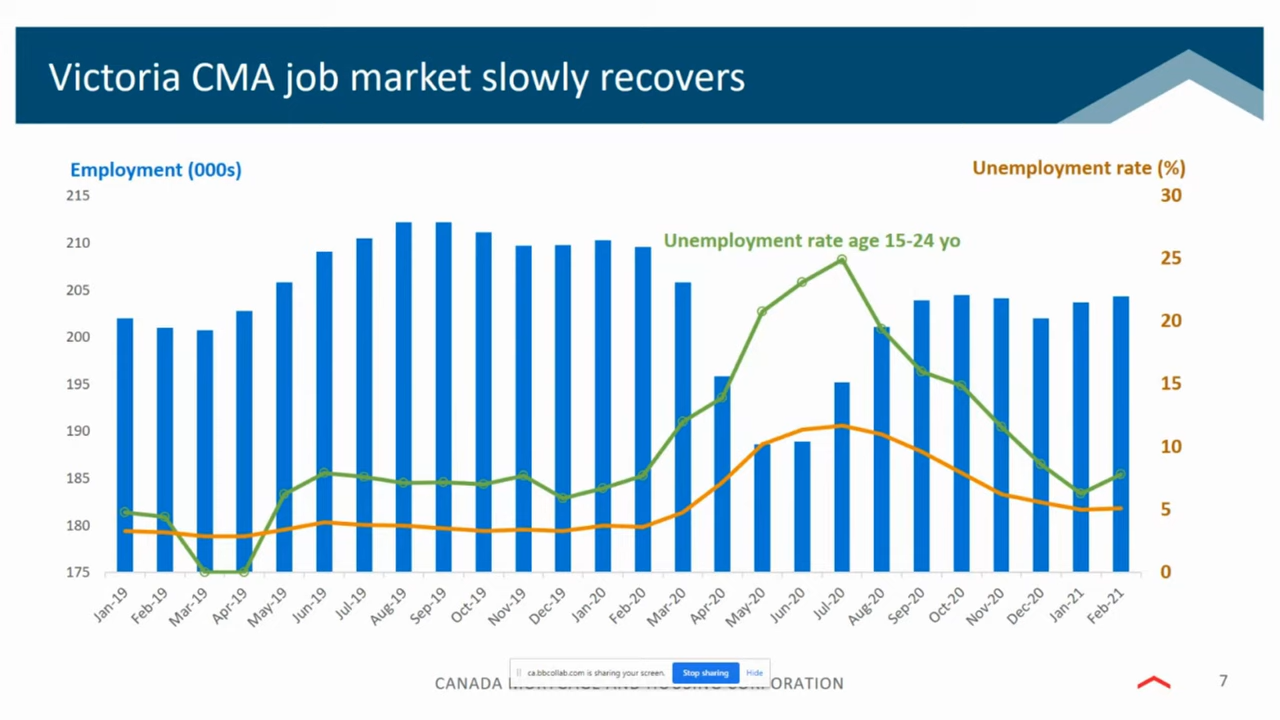 Victoria CMA job market slowly recovers
Employment (000s)
Unemployment rate (%)
215
210
205
200
195
190
185
180
175
30
25
20
15
10
5
0
Unemployment rate age 15-24 yo
Jan-19
Feb-19
Mar-19
Apr-19
May-19
Jun-19
Jul-19
Aug-19
Sep-19
Oct-19
Nov-19
Dec-19
Jan-20
Feb-20
Mar-20
Apr-20
May-20
Jun-20
Jul-20
Aug-20
Sep-20
Oct-20
Nov-20
Dec-20
Jan-21
Feb-21
ca.bbcollab.com is sharing your screen. Stop sharing Hide
CANADA
7